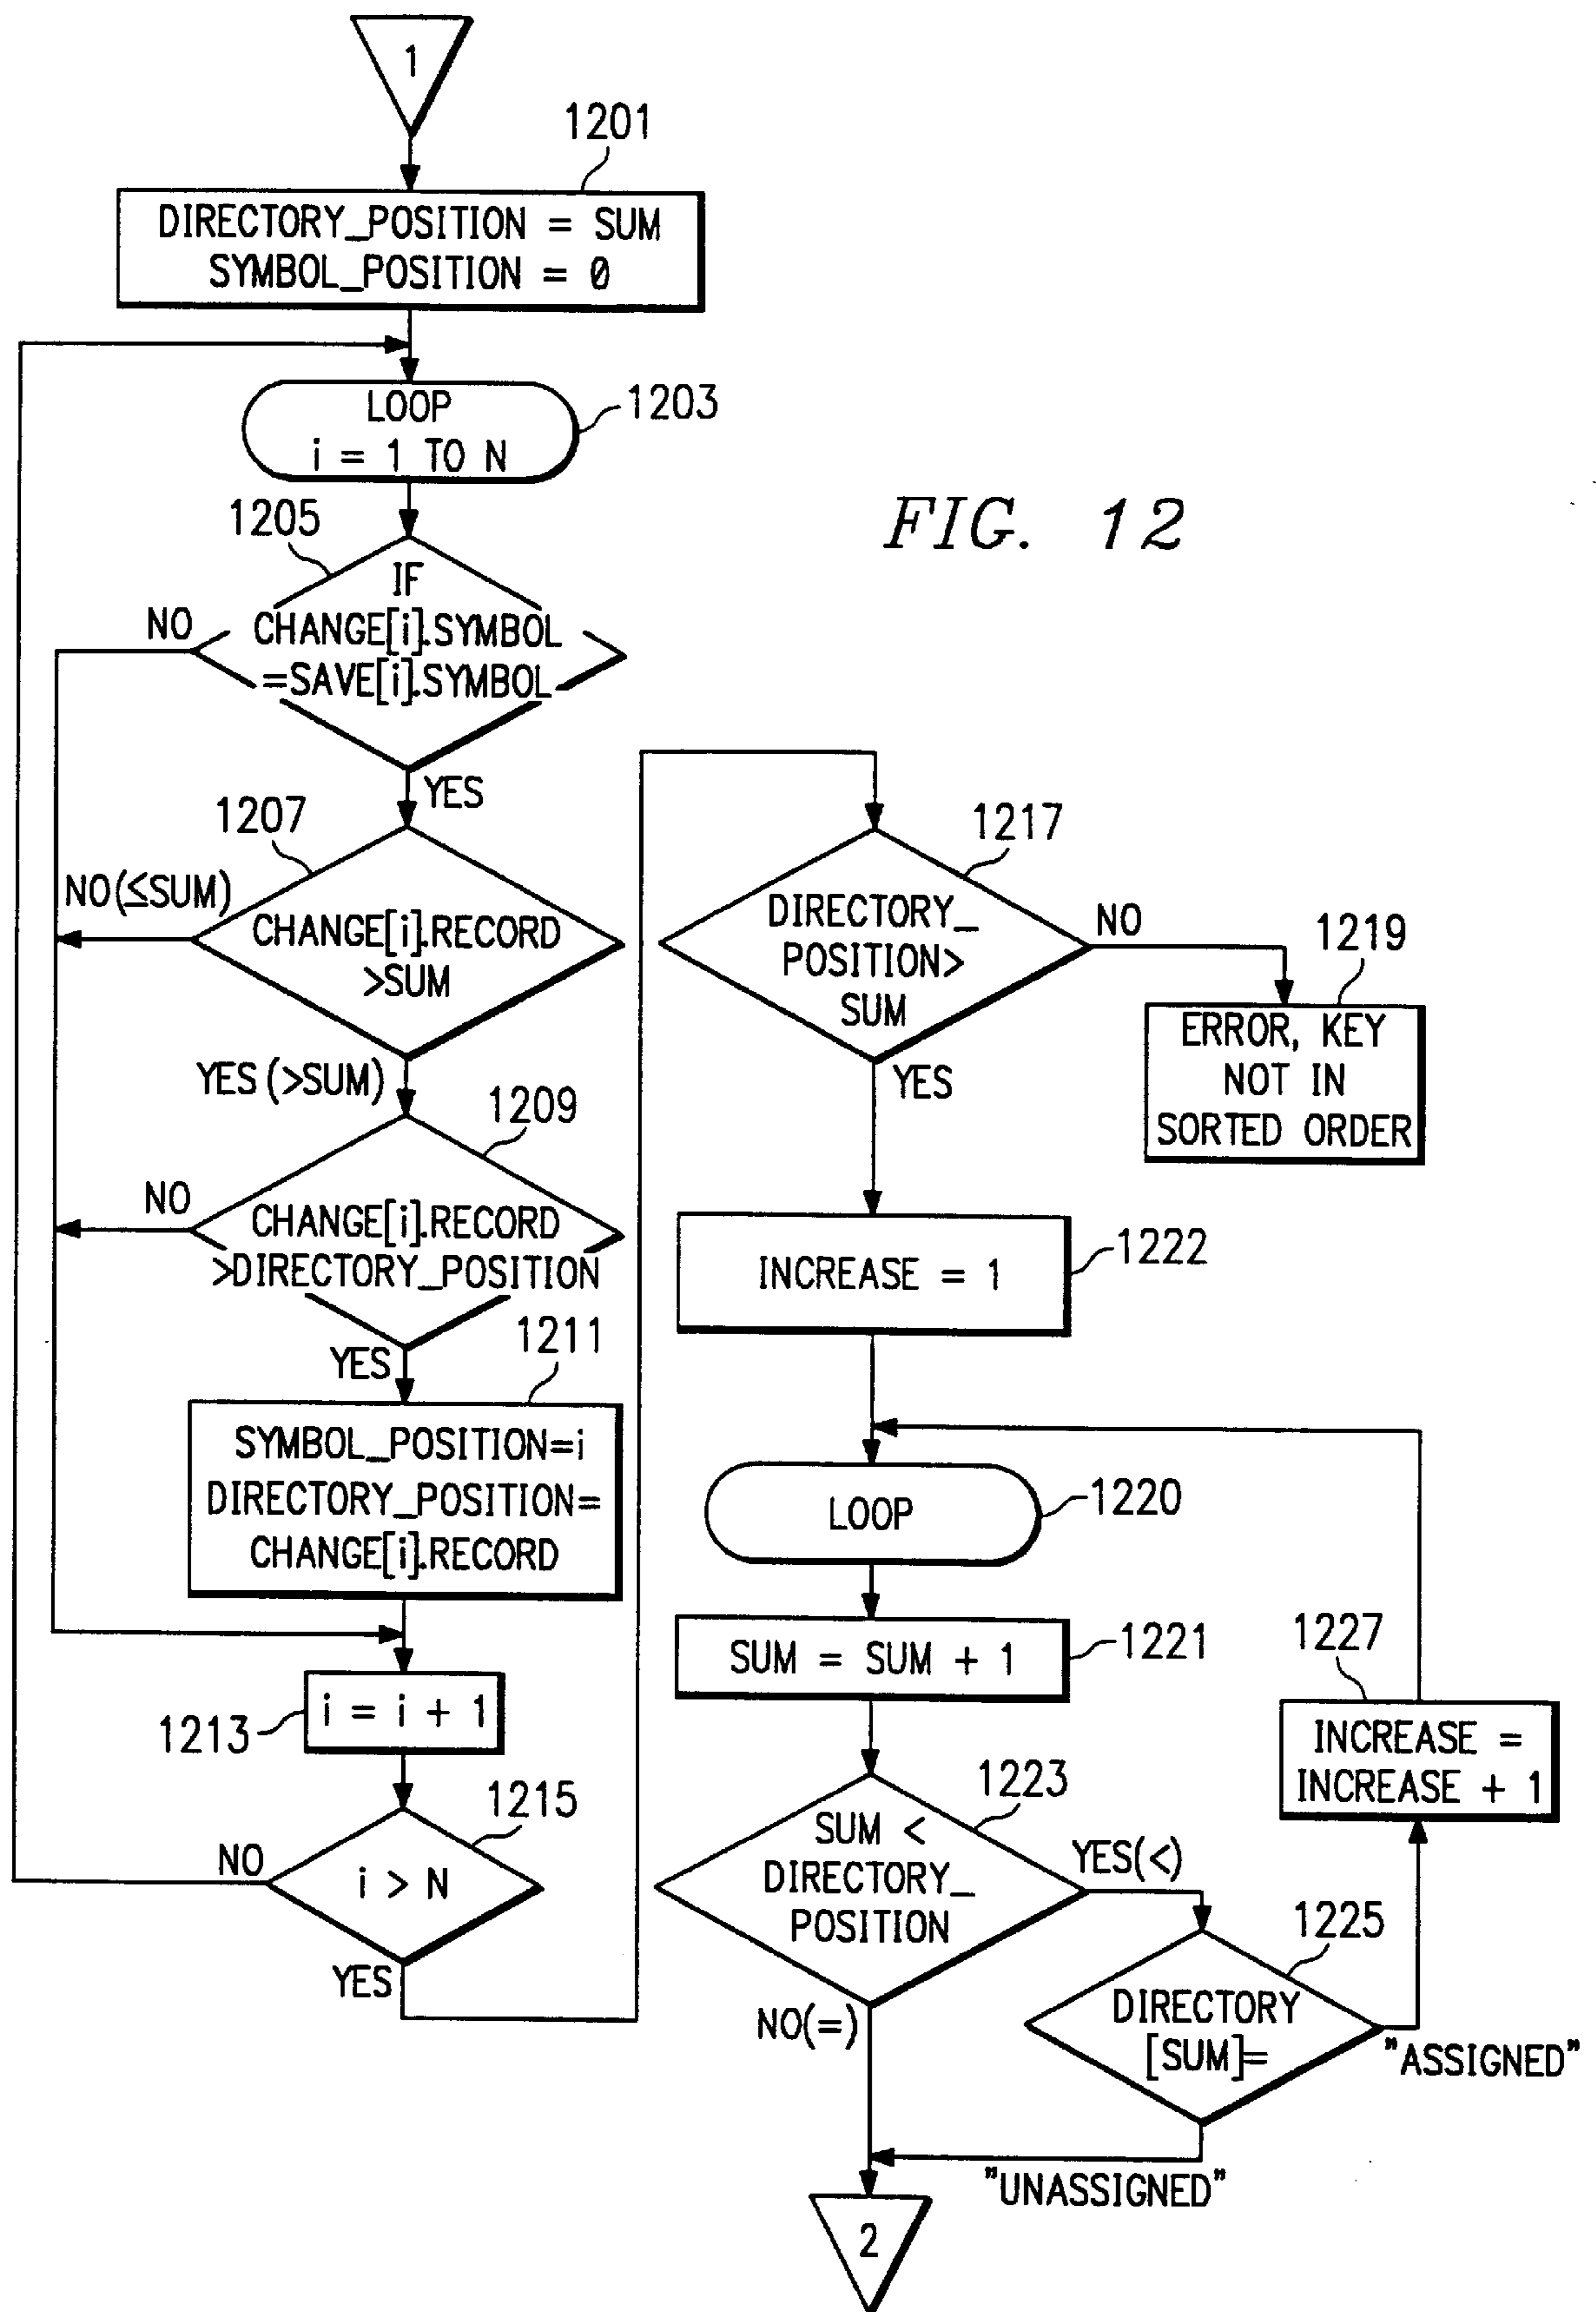 1
1201
DIRECTORY_POSITION = SUM
SYMBOL_POSITION = 0
LOOP
i = 1 TO N
1203
FIG. 12
1205
IF
CHANGE[i].SYMBOL
=SAVE[i].SYMBOL
NO
YES
1207
NO(≤SUM)
CHANGE[i].RECORD
>SUM
YES(>SUM)
1209
NO
CHANGE[i].RECORD
>DIRECTORY_POSITION
YES
1211
SYMBOL_POSITION=i
DIRECTORY_POSITION=
CHANGE[i].RECORD
1213
i = i + 1
1215
NO
i > N
YES
1217
DIRECTORY_
POSITION>
SUM
NO
YES
1219
ERROR, KEY
NOT IN
SORTED ORDER
INCREASE = 1
1222
LOOP
1220
SUM = SUM + 1
1221
1223
SUM <
DIRECTORY_
POSITION
YES(<)
NO(=)
1225
DIRECTORY
[SUM]=
"ASSIGNED"
"UNASSIGNED"
1227
INCREASE =
INCREASE + 1
2